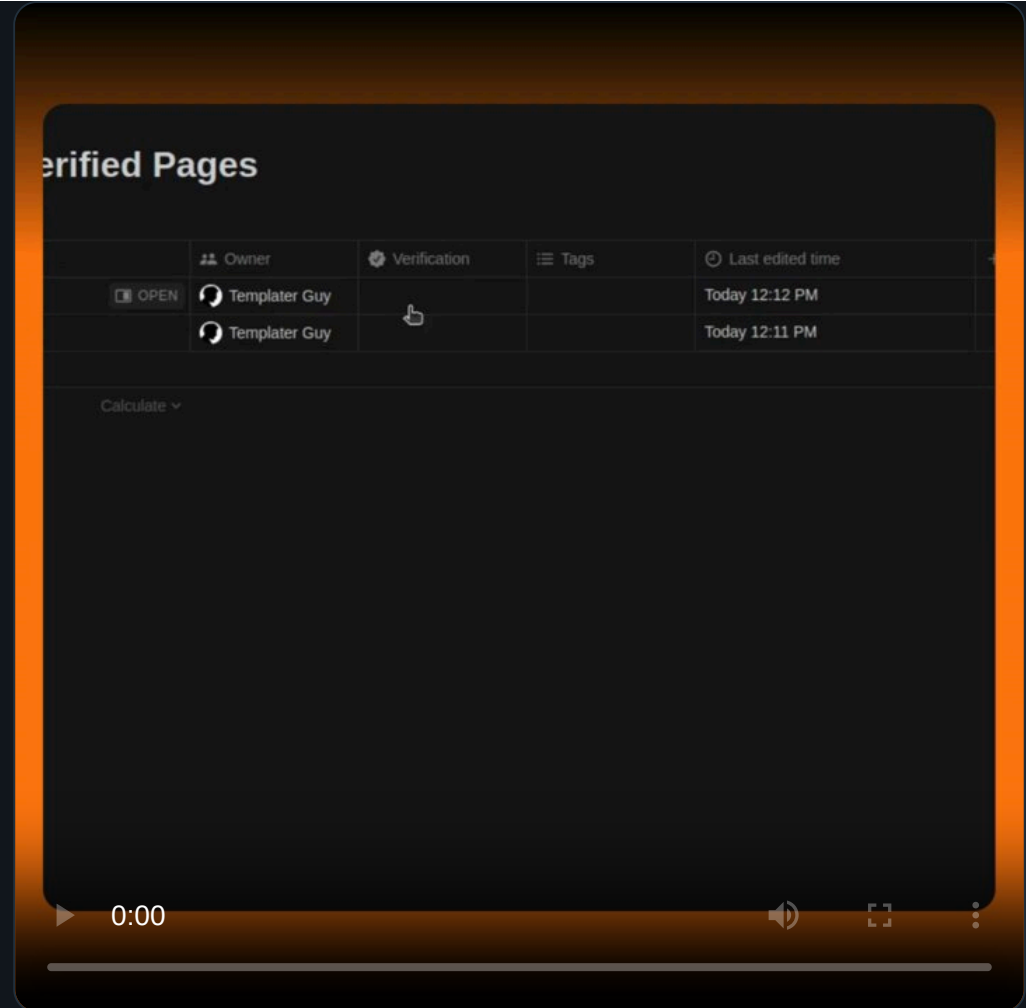 erified Pages
Owner Verification Tags Last edited time
OPEN Templater Guy Today 12:12 PM
Templater Guy Today 12:11 PM
Calculate
0:00